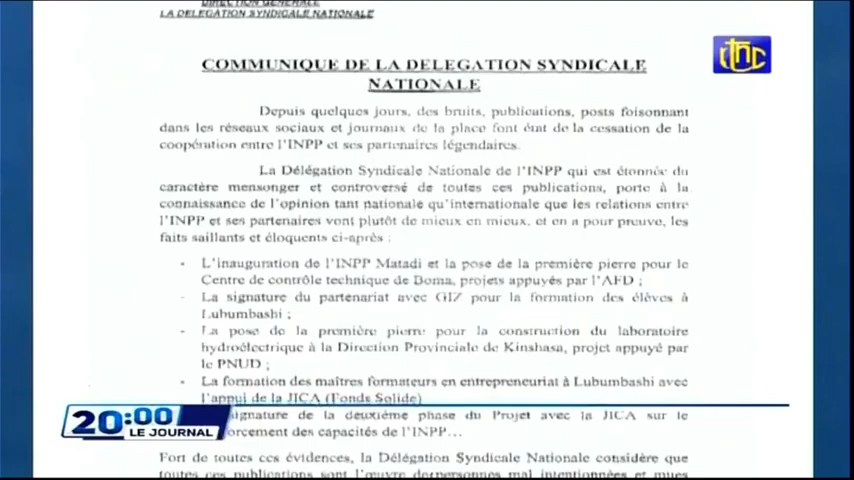 DIRECTION GENERALE
LA DELEGATION SYNDICALE NATIONALE
COMMUNIQUE DE LA DELEGATION SYNDICALE
NATIONALE
Depuis quelques jours, des bruits, publications, posts foisonnant
dans les réseaux sociaux et journaux de la place font état de la cessation de la
coopération entre l'INPP et ses partenaires légendaires.
La Délégation Syndicale Nationale de l'INPP qui est étonnée du
caractère mensonger et controversé de toutes ces publications, porte à la
connaissance de l'opinion tant nationale qu'internationale que les relations entre
l'INPP et ses partenaires vont plutôt de mieux en mieux, et en a pour preuve, les
faits saillants et éloquents ci-après :
- L'inauguration de l'INPP Matadi et la pose de la première pierre pour le
Centre de contrôle technique de Boma, projets appuyés par l'AFD ;
- La signature du partenariat avec GIZ pour la formation des élèves à
Lubumbashi ;
- La pose de la première pierre pour la construction du laboratoire
hydroélectrique à la Direction Provinciale de Kinshasa, projet appuyé par
le PNUD ;
- La formation des maîtres formateurs en entrepreneuriat à Lubumbashi avec
l'appui de la JICA (Fonds Solide)
signature de la deuxième phase du Projet avec la JICA sur le
forcement des capacités de l'INPP...
Fort de toutes ces évidences, la Délégation Syndicale Nationale considère que
toutes ces publications sont l'œuvre des personnes mal intentionnées et mues
rtnc
20:00
LE JOURNAL